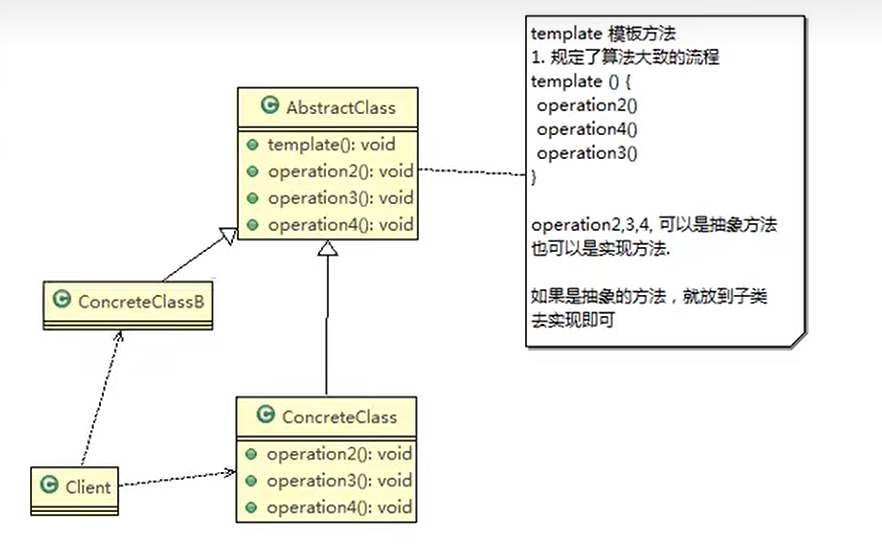 template 模板方法
1. 规定了算法大致的流程
template () {
operation2()
operation4()
operation3()
}
operation2,3,4, 可以是抽象方法
也可以是实现方法.
如果是抽象的方法，就放到子类
去实现即可
C AbstractClass
template(): void
operation2(): void
operation3(): void
operation4(): void
C ConcreteClassB
C ConcreteClass
operation2(): void
operation3(): void
operation4(): void
C Client